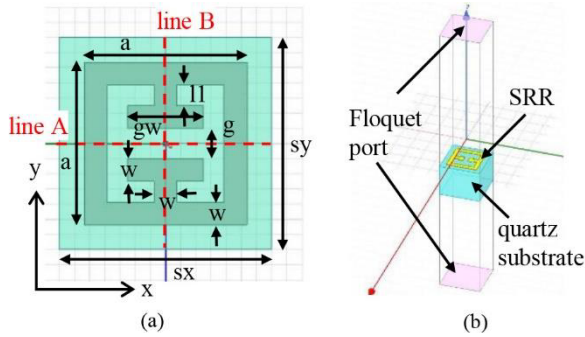 line B
a
l1
gw
g
line A
a
w
w
w
sy
y
sx
x
(a)
z
Floquet
port
SRR
quartz
substrate
(b)